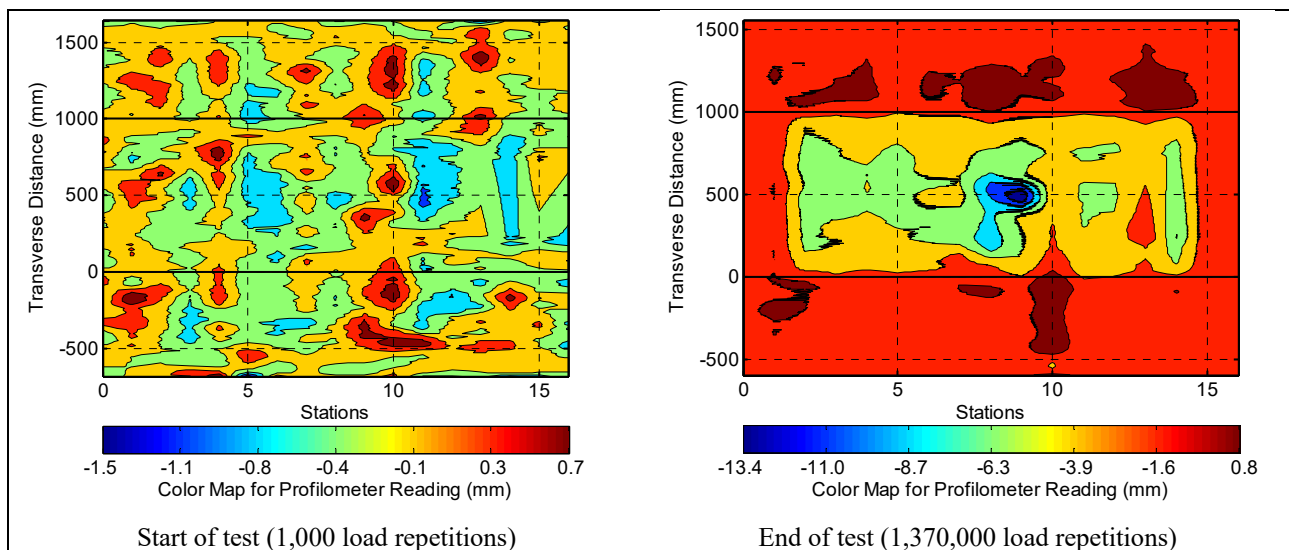 1500
1000
500
0
-500
Transverse Distance (mm)
0 5 10 15
Stations
-1.5 -1.1 -0.8 -0.4 -0.1 0.3 0.7
Color Map for Profilometer Reading (mm)
Start of test (1,000 load repetitions)
1500
1000
500
0
-500
Transverse Distance (mm)
0 5 10 15
Stations
-13.4 -11.0 -8.7 -6.3 -3.9 -1.6 0.8
Color Map for Profilometer Reading (mm)
End of test (1,370,000 load repetitions)